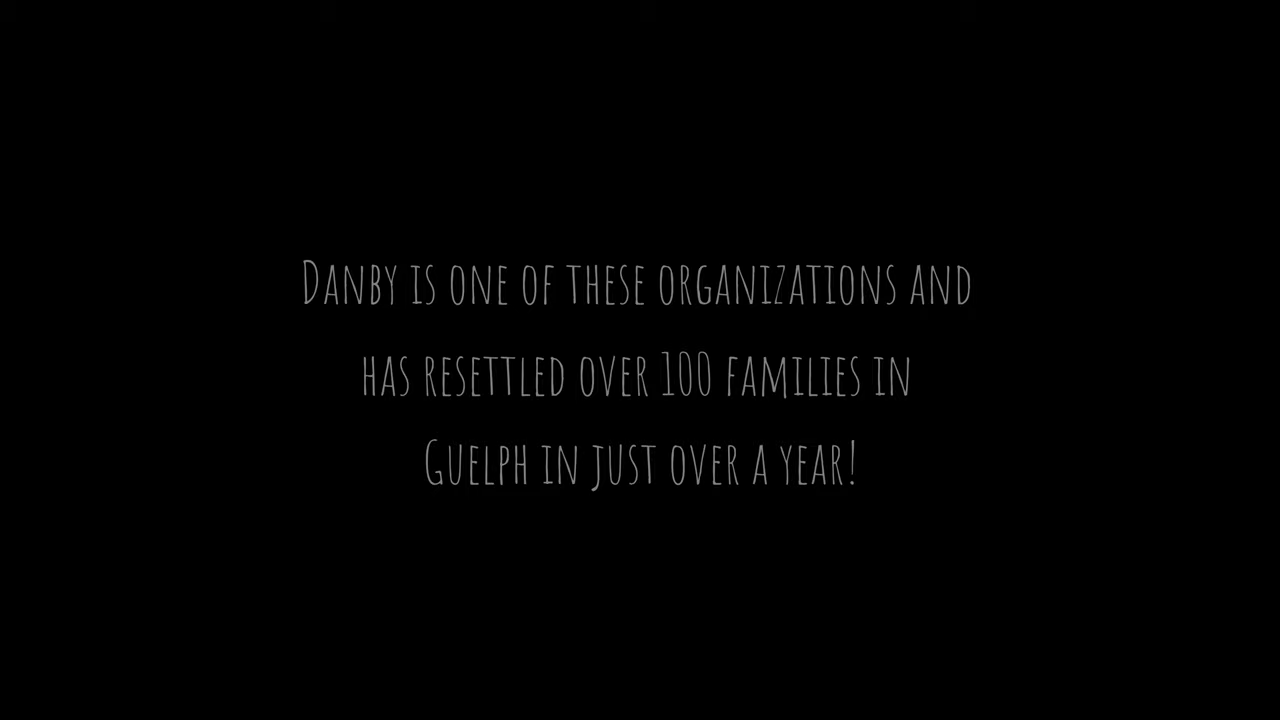 Danby is one of these organizations and
has resettled over 100 families in
Guelph in just over a year!